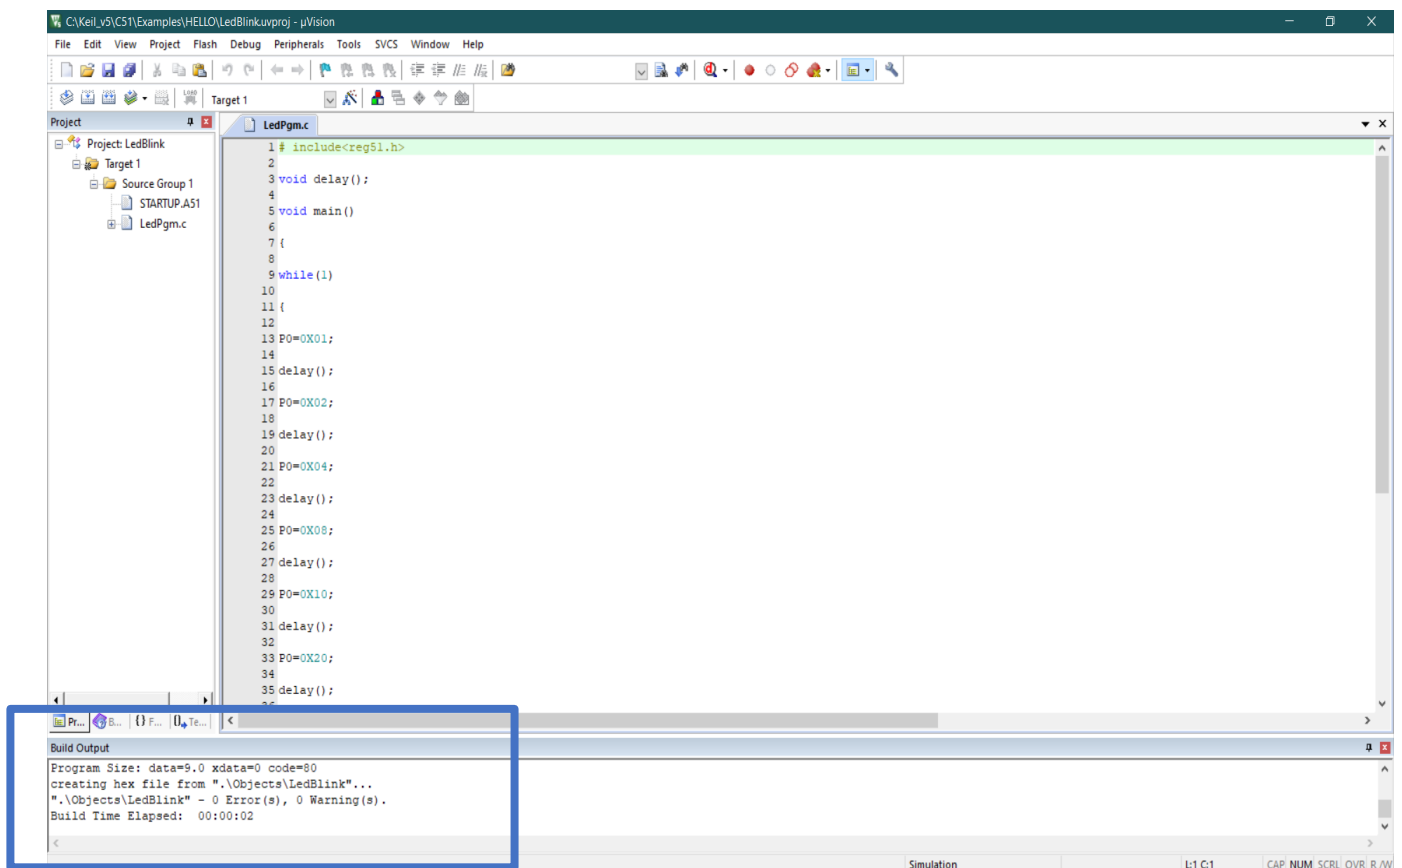 C:\Keil_v5\C51\Examples\HELLO\LedBlink.uvproj - µVision
File Edit View Project Flash Debug Peripherals Tools SVCS Window Help
LOAD Target 1
Project
LedPgm.c
Project: LedBlink
Target 1
Source Group 1
STARTUP.A51
LedPgm.c
1 # include<reg51.h>
2
3 void delay();
4
5 void main()
6
7 {
8
9 while(1)
10
11 {
12
13 P0=0X01;
14
15 delay();
16
17 P0=0X02;
18
19 delay();
20
21 P0=0X04;
22
23 delay();
24
25 P0=0X08;
26
27 delay();
28
29 P0=0X10;
30
31 delay();
32
33 P0=0X20;
34
35 delay();
Pr... B... {} F... Te...
Build Output
Program Size: data=9.0 xdata=0 code=80
creating hex file from ".\Objects\LedBlink"...
".\Objects\LedBlink" - 0 Error(s), 0 Warning(s).
Build Time Elapsed:  00:00:02
Simulation L:1 C:1 CAP NUM SCRL OVR R/W